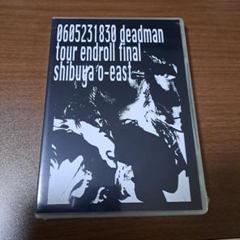 0605231830 deadman
tour endroll final
shibuya o-east